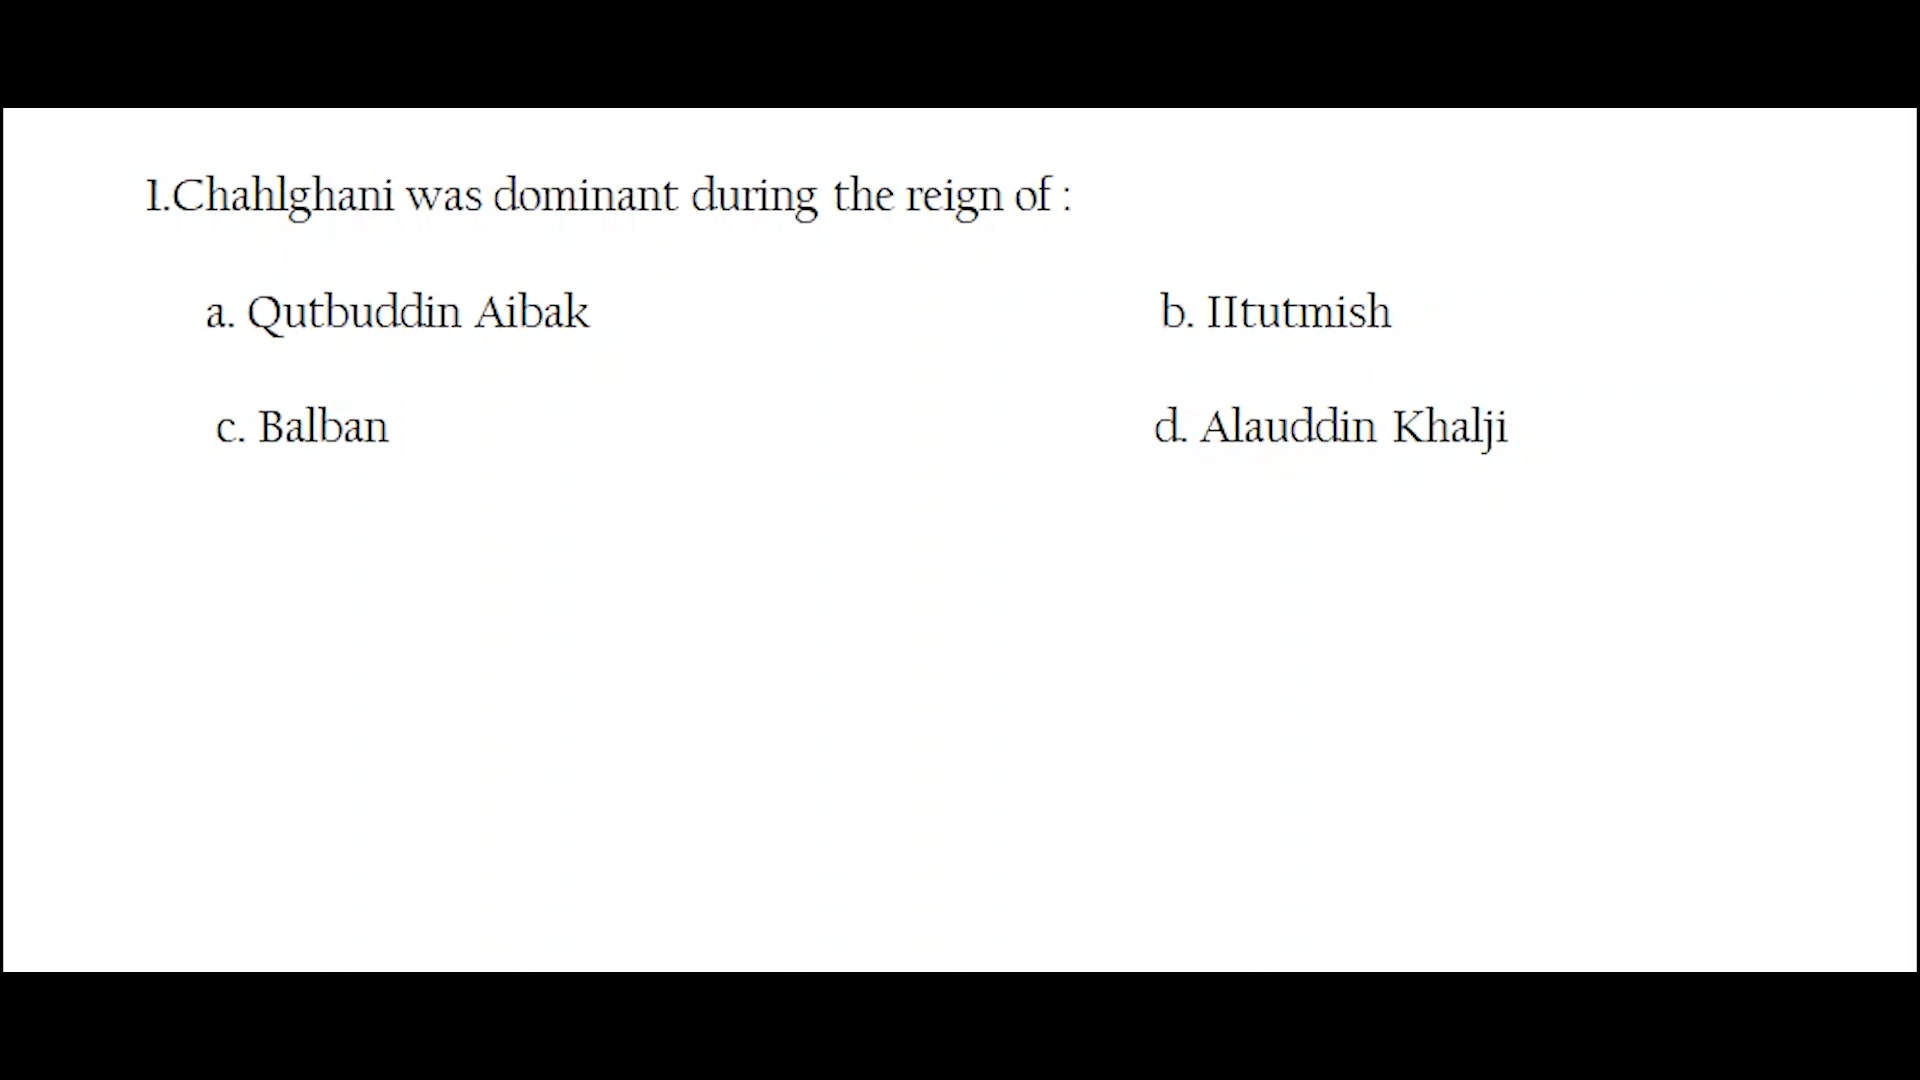 1.Chahlghani was dominant during the reign of :
a. Qutbuddin Aibak b. IItutmish
c. Balban d. Alauddin Khalji